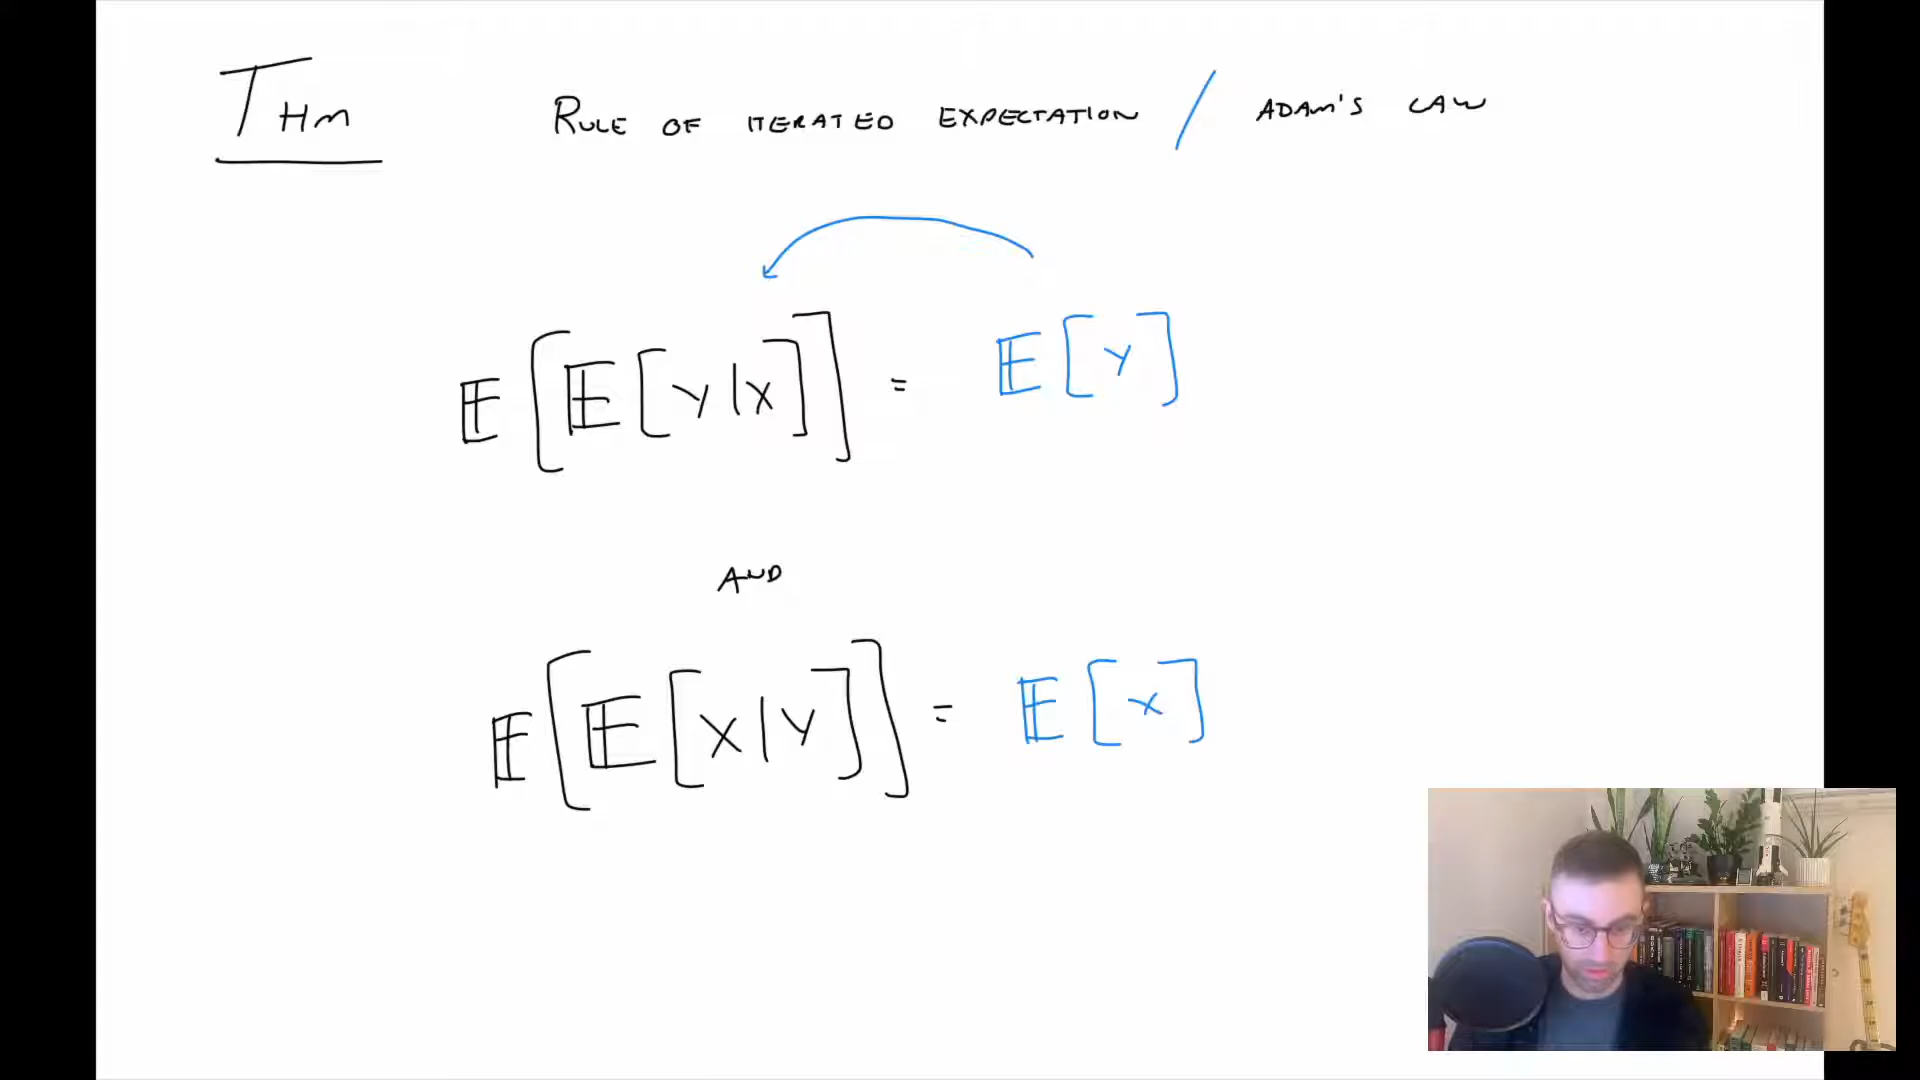 THM RULE OF ITERATED EXPECTATION / ADAM'S LAW
𝔼[𝔼[Y|X]] = 𝔼[Y]
AND
𝔼[𝔼[X|Y]] = 𝔼[X]